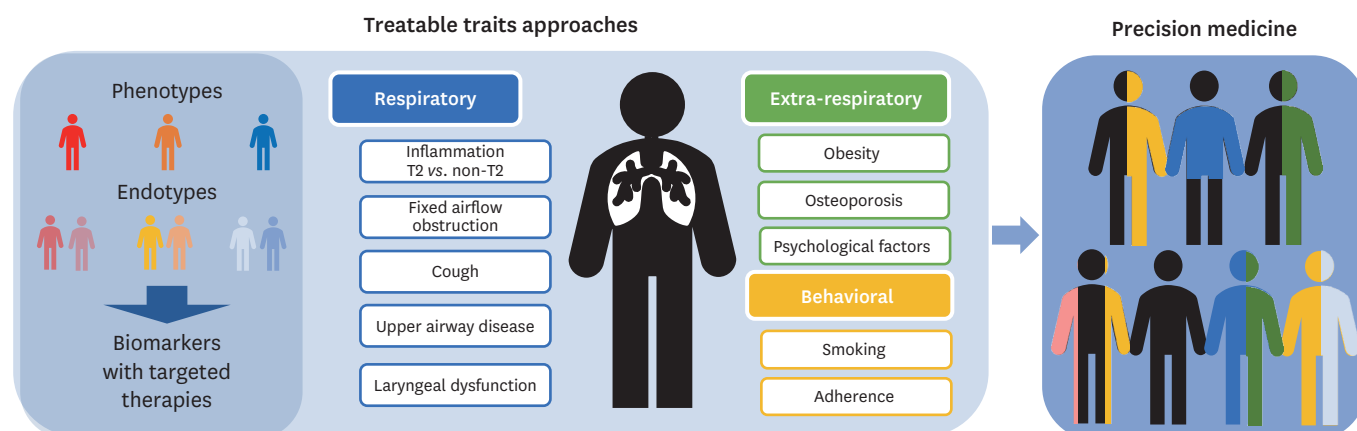 Treatable traits approaches
Precision medicine
Phenotypes
Endotypes
Biomarkers
with targeted
therapies
Respiratory
Inflammation
T2 vs. non-T2
Fixed airflow
obstruction
Cough
Upper airway disease
Laryngeal dysfunction
Extra-respiratory
Obesity
Osteoporosis
Psychological factors
Behavioral
Smoking
Adherence